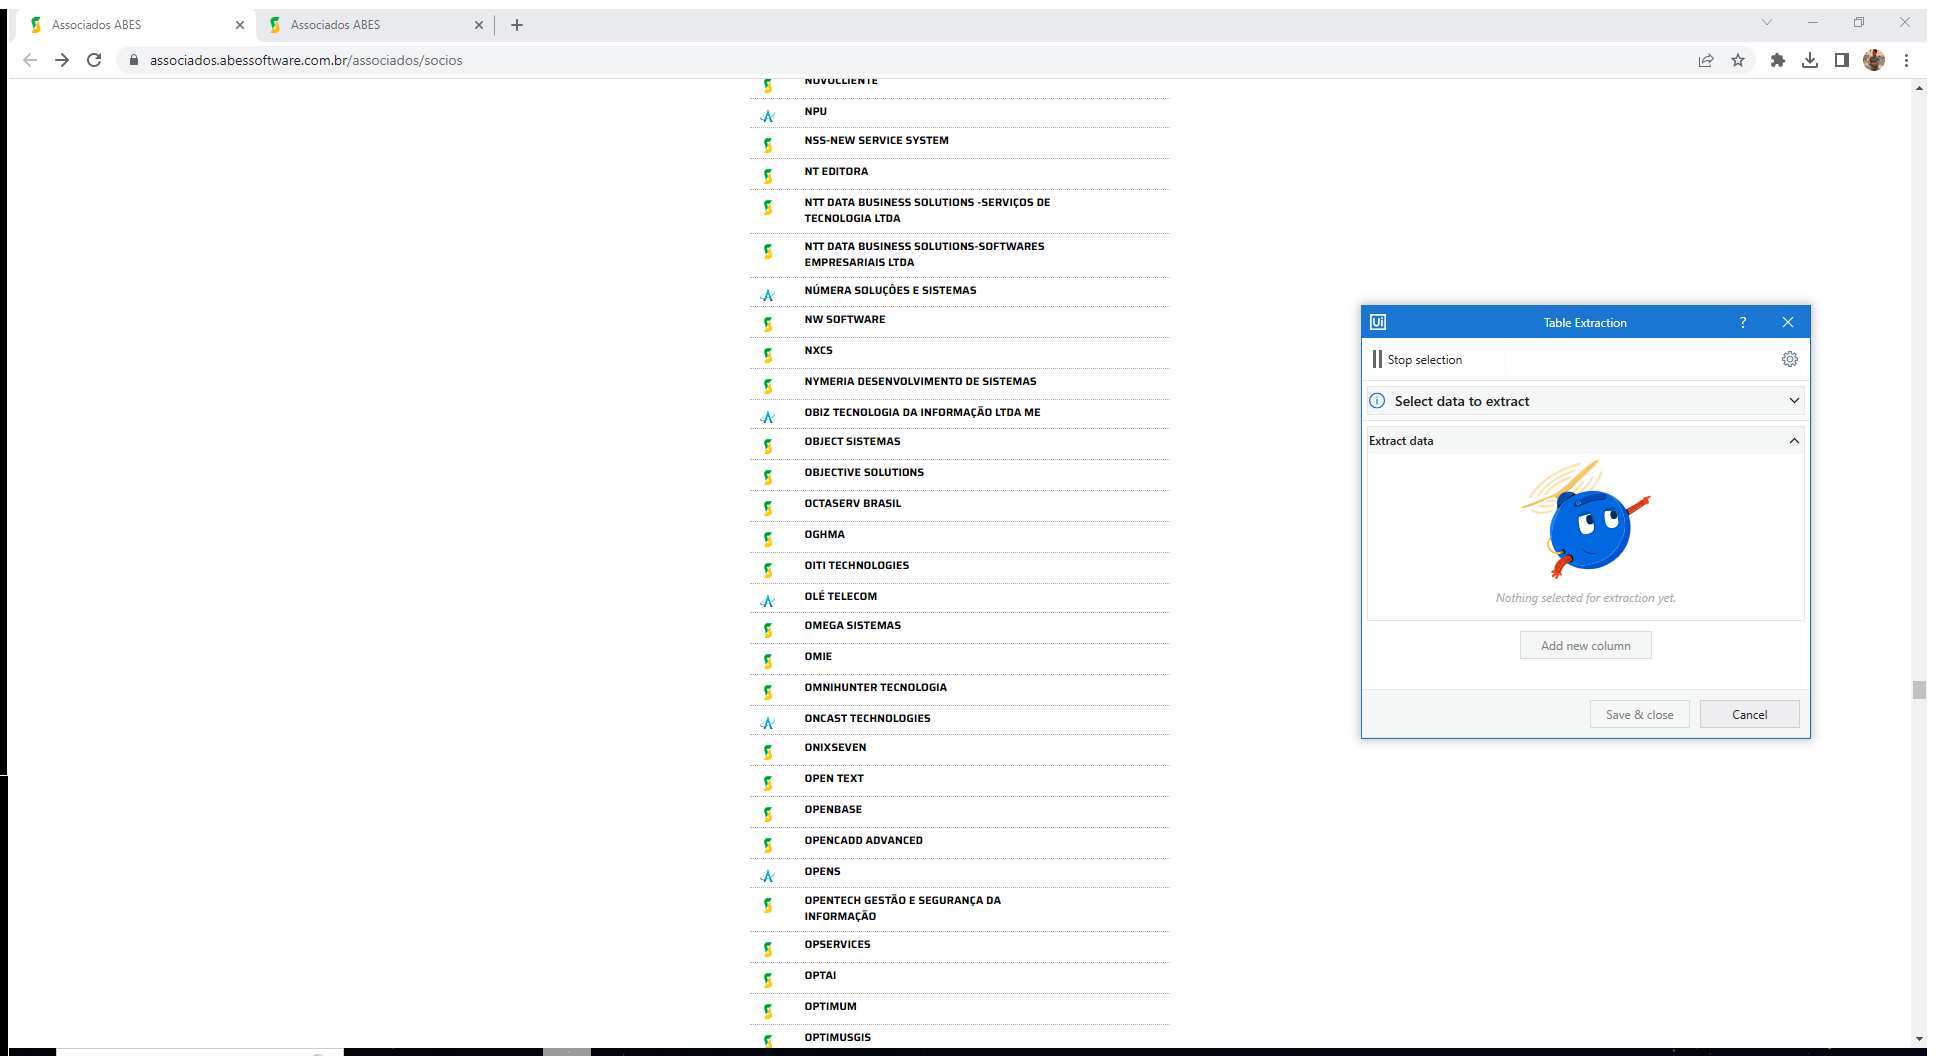 Associados ABES
Associados ABES
associados.abessoftware.com.br/associados/socios
NOVOCLIENTE
NPU
NSS-NEW SERVICE SYSTEM
NT EDITORA
NTT DATA BUSINESS SOLUTIONS -SERVIÇOS DE
TECNOLOGIA LTDA
NTT DATA BUSINESS SOLUTIONS-SOFTWARES
EMPRESARIAIS LTDA
NÚMERA SOLUÇÕES E SISTEMAS
NW SOFTWARE
NXCS
NYMERIA DESENVOLVIMENTO DE SISTEMAS
OBIZ TECNOLOGIA DA INFORMAÇÃO LTDA ME
OBJECT SISTEMAS
OBJECTIVE SOLUTIONS
OCTASERV BRASIL
OGHMA
OITI TECHNOLOGIES
OLÉ TELECOM
OMEGA SISTEMAS
OMIE
OMNIHUNTER TECNOLOGIA
ONCAST TECHNOLOGIES
ONIXSEVEN
OPEN TEXT
OPENBASE
OPENCADD ADVANCED
OPENS
OPENTECH GESTÃO E SEGURANÇA DA
INFORMAÇÃO
OPSERVICES
OPTAI
OPTIMUM
OPTIMUSGIS
Ui
Table Extraction
?
Stop selection
Select data to extract
Extract data
Nothing selected for extraction yet.
Add new column
Save & close
Cancel